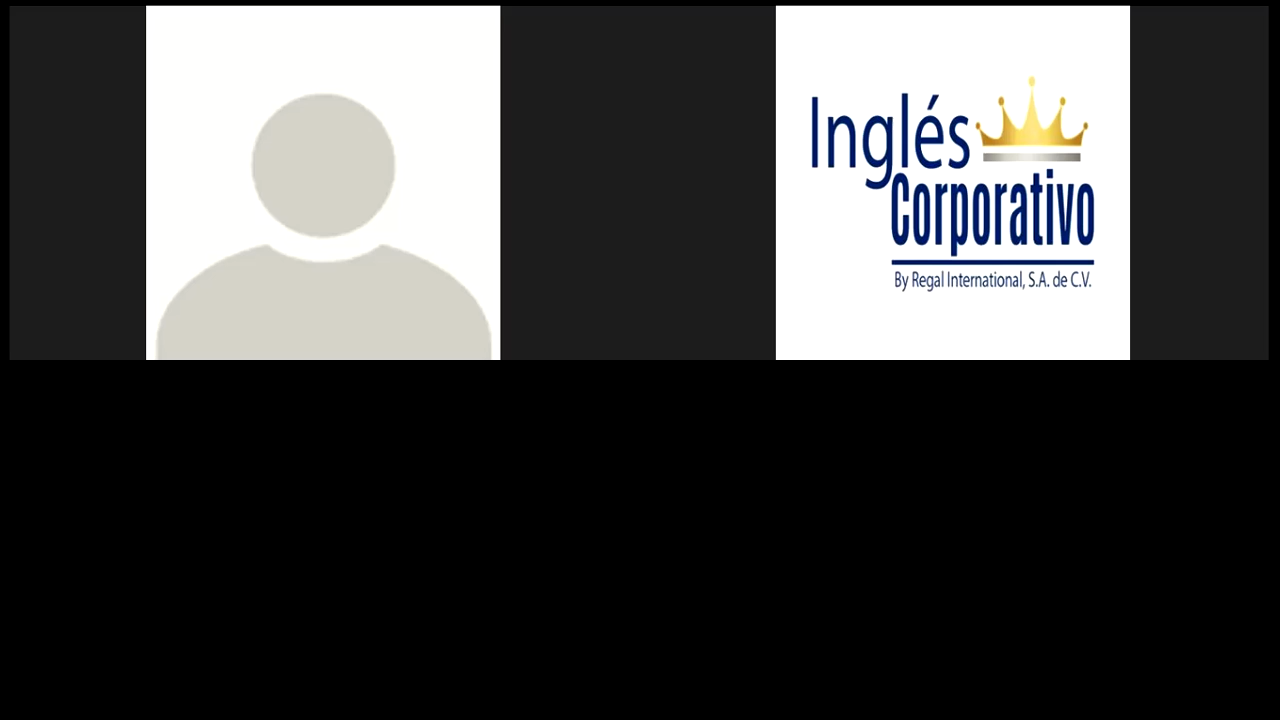 Inglés
Corporativo
By Regal International, S.A. de C.V.